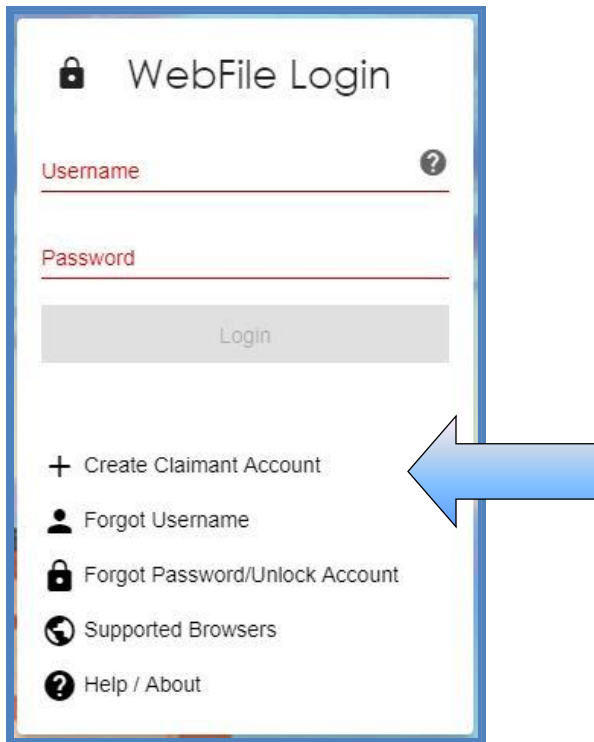 WebFile Login
Username
Password
Login
Create Claimant Account
Forgot Username
Forgot Password/Unlock Account
Supported Browsers
Help / About